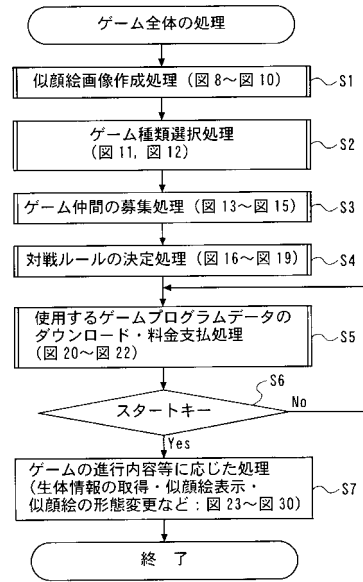 ゲーム全体の処理
似顔絵画像作成処理（図8～図10）
S1
ゲーム種類選択処理
（図11，図12）
S2
ゲーム仲間の募集処理（図13～図15）
S3
対戦ルールの決定処理（図16～図19）
S4
使用するゲームプログラムデータの
ダウンロード・料金支払処理
（図20～図22）
S5
S6
スタートキー
No
Yes
ゲームの進行内容等に応じた処理
（生体情報の取得・似顔絵表示・
似顔絵の形態変更など：図23～図30）
S7
終 了